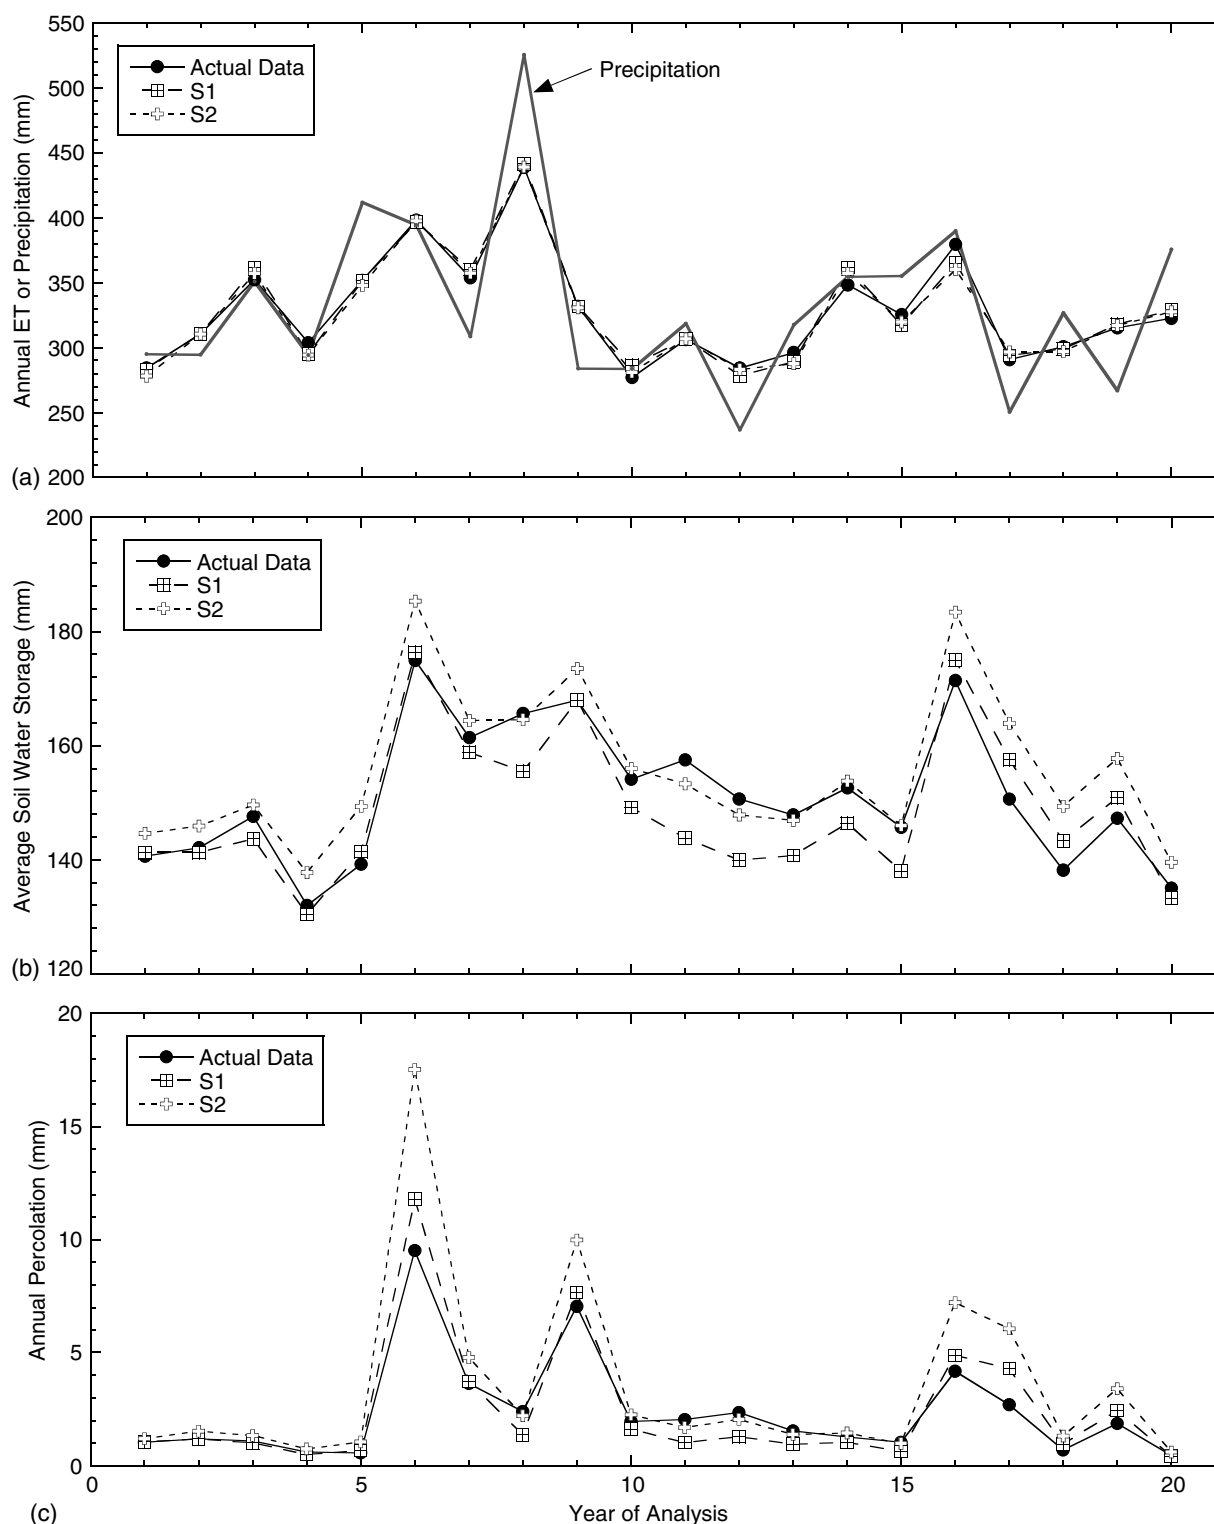 550
500
450
400
350
300
250
200
Annual ET or Precipitation (mm)
Actual Data
S1
S2
Precipitation
(a)
200
180
160
140
120
Average Soil Water Storage (mm)
Actual Data
S1
S2
(b)
20
15
10
5
0
Annual Percolation (mm)
Actual Data
S1
S2
0 5 10 15 20
(c)
Year of Analysis